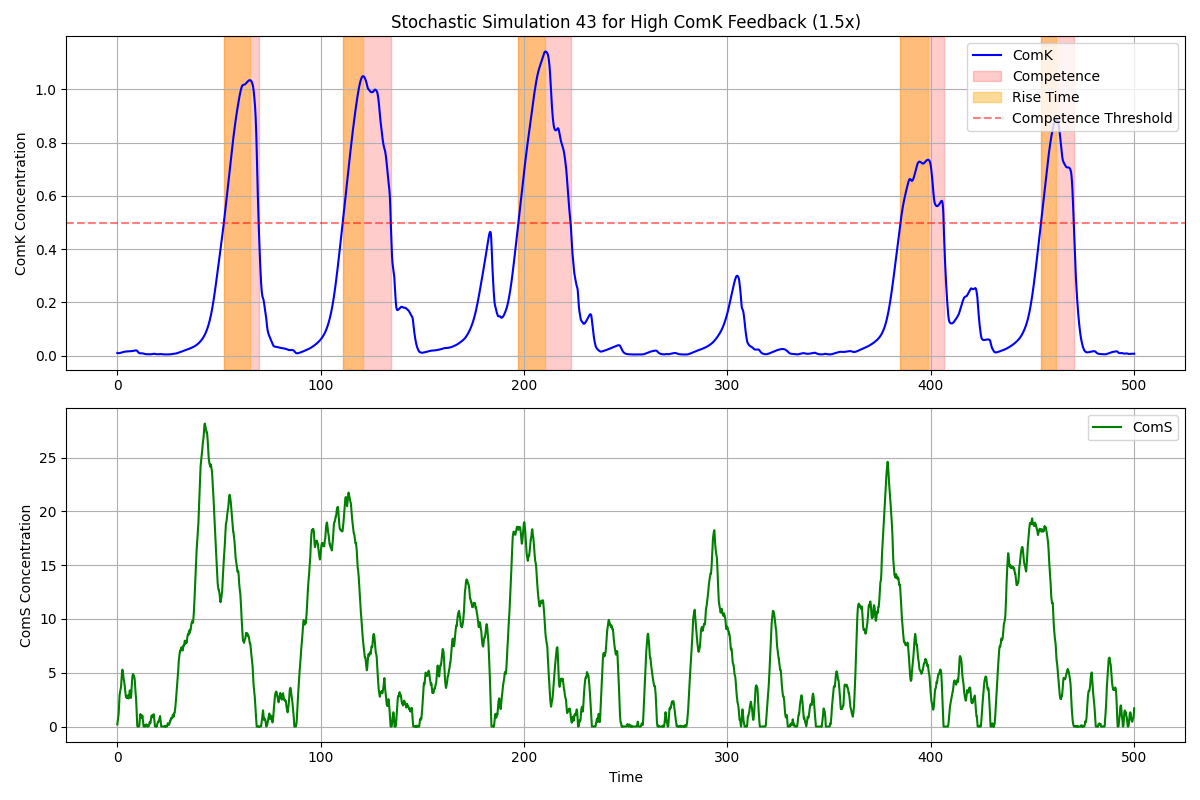 Stochastic Simulation 43 for High ComK Feedback (1.5x)
ComK Concentration
1.0
0.8
0.6
0.4
0.2
0.0
ComK
Competence
Rise Time
Competence Threshold
0 100 200 300 400 500
ComS Concentration
25
20
15
10
5
0
ComS
0 100 200 300 400 500
Time